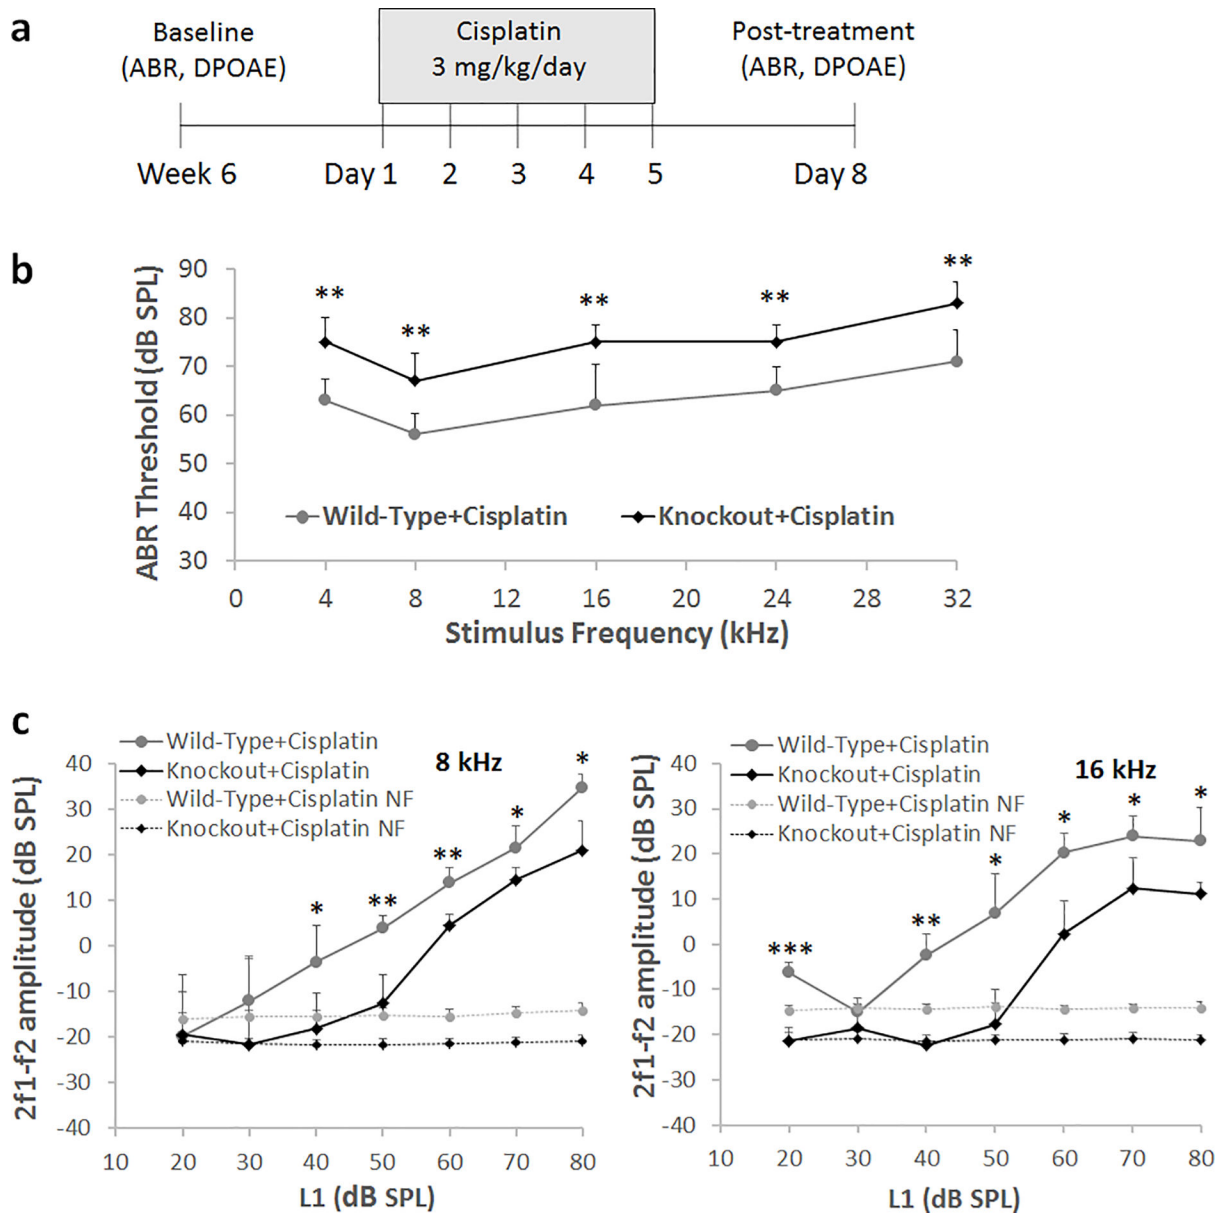 a
Baseline
(ABR, DPOAE)
Cisplatin
3 mg/kg/day
Post-treatment
(ABR, DPOAE)
Week 6
Day 1
2
3
4
5
Day 8
b
ABR Threshold (dB SPL)
90
80
70
60
50
40
30
**
**
**
**
**
Wild-Type+Cisplatin
Knockout+Cisplatin
0
4
8
12
16
20
24
28
32
Stimulus Frequency (kHz)
c
Wild-Type+Cisplatin
Knockout+Cisplatin
Wild-Type+Cisplatin NF
Knockout+Cisplatin NF
8 kHz
2f1-f2 amplitude (dB SPL)
40
30
20
10
0
-10
-20
-30
-40
*
**
**
*
*
10
20
30
40
50
60
70
80
L1 (dB SPL)
Wild-Type+Cisplatin
Knockout+Cisplatin
Wild-Type+Cisplatin NF
Knockout+Cisplatin NF
16 kHz
2f1-f2 amplitude (dB SPL)
40
30
20
10
0
-10
-20
-30
-40
***
**
*
*
*
*
10
20
30
40
50
60
70
80
L1 (dB SPL)